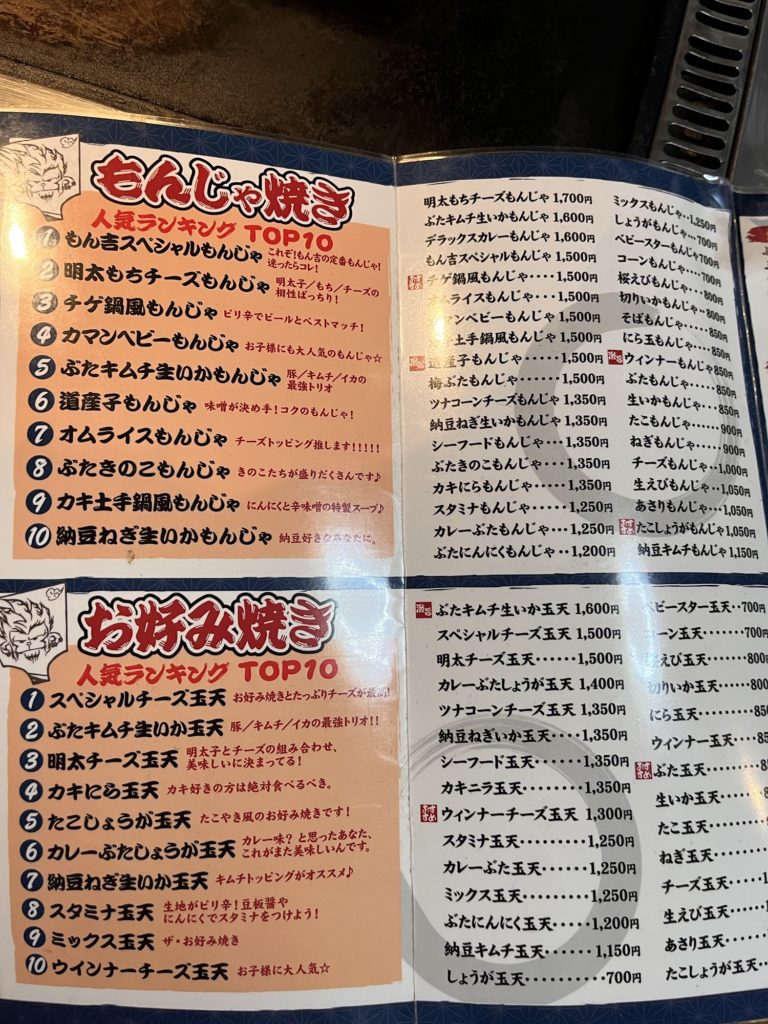 もんじゃ焼き
人気ランキング TOP10
1 もん吉スペシャルもんじゃ これぞ!もん吉の定番もんじゃ!
迷ったらコレ!
2 明太もちチーズもんじゃ 明太子/もち/チーズの
相性ばっちり!
3 チゲ鍋風もんじゃ ピリ辛でビールとベストマッチ!
4 カマンベビーもんじゃ お子様にも大人気のもんじゃ☆
5 ぶたキムチ生いかもんじゃ 豚/キムチ/イカの
最強トリオ
6 道産子もんじゃ 味噌が決め手!コクのもんじゃ!
7 オムライスもんじゃ チーズトッピング推します!!!!!
8 ぶたきのこもんじゃ きのこたちが盛りだくさんです♪
9 カキ土手鍋風もんじゃ にんにくと辛味噌の特製スープ♪
10 納豆ねぎ生いかもんじゃ 納豆好きなあなたに。
明太もちチーズもんじゃ 1,700円
ぶたキムチ生いかもんじゃ 1,600円
デラックスカレーもんじゃ 1,600円
もん吉スペシャルもんじゃ 1,500円
チゲ鍋風もんじゃ・・・・1,500円
オムライスもんじゃ・・・1,500円
マンベビーもんじゃ 1,500円
土手鍋風もんじゃ 1,500円
道産子もんじゃ・・・・・1,500円
梅ぶたもんじゃ・・・・・1,500円
ツナコーンチーズもんじゃ 1,350円
納豆ねぎ生いかもんじゃ 1,350円
シーフードもんじゃ・・・1,350円
ぶたきのこもんじゃ・・・1,350円
カキにらもんじゃ・・・・1,350円
スタミナもんじゃ・・・・1,250円
カレーぶたもんじゃ・・・1,250円
ぶたにんにくもんじゃ・・1,200円
ミックスもんじゃ・・1,250円
しょうがもんじゃ・・・700円
ベビースターもんじゃ 700円
コーンもんじゃ・・・・700円
桜えびもんじゃ・・・・800円
切りいかもんじゃ・・・800円
そばもんじゃ・・・・・850円
にら玉もんじゃ・・・・850円
ウィンナーもんじゃ・・850円
ぶたもんじゃ・・・・・850円
生いかもんじゃ・・・・850円
たこもんじゃ・・・・・900円
ねぎもんじゃ・・・・・900円
チーズもんじゃ・・・1,000円
生えびもんじゃ・・・1,050円
あさりもんじゃ・・・1,050円
たこしょうがもんじゃ 1,050円
納豆キムチもんじゃ 1,150円
お好み焼き
人気ランキング TOP10
1 スペシャルチーズ玉天 お好み焼きとたっぷりチーズが最高!
2 ぶたキムチ生いか玉天 豚/キムチ/イカの最強トリオ!!
3 明太チーズ玉天 明太子とチーズの組み合わせ、
美味しいに決まってる!
4 カキにら玉天 カキ好きの方は絶対食べるべき。
5 たこしょうが玉天 たこやき風のお好み焼きです!
6 カレーぶたしょうが玉天 カレー味?と思ったあなた、
これがまた美味しいんです。
7 納豆ねぎ生いか玉天 キムチトッピングがオススメ♪
8 スタミナ玉天 生地がピリ辛!豆板醤や
にんにくでスタミナをつけよう!
9 ミックス玉天 ザ・お好み焼き
10 ウインナーチーズ玉天 お子様に大人気☆
ぶたキムチ生いか玉天 1,600円
スペシャルチーズ玉天 1,500円
明太チーズ玉天・・・・・1,500円
カレーぶたしょうが玉天 1,400円
ツナコーンチーズ玉天 1,350円
納豆ねぎいか玉天・・・・1,350円
シーフード玉天・・・・・1,350円
カキニラ玉天・・・・・・1,350円
ウィンナーチーズ玉天 1,300円
スタミナ玉天・・・・・・1,250円
カレーぶた玉天・・・・・1,250円
ミックス玉天・・・・・・1,250円
ぶたにんにく玉天・・・・1,200円
納豆キムチ玉天・・・・・1,150円
しょうが玉天・・・・・・・・・・700円
ベビースター玉天・・700円
コーン玉天・・・・・700円
えび玉天・・・・・800
切りいか玉天・・・・800
にら玉天・・・・・・85
ウィンナー玉天・・・85
ぶた玉天・・・・・・8
生いか玉天・・・・・8
たこ玉天・・・・・・
ねぎ玉天・・・・・・
チーズ玉天・・・・1
生えび玉天・・・・
あさり玉天・・・・
たこしょうが玉天